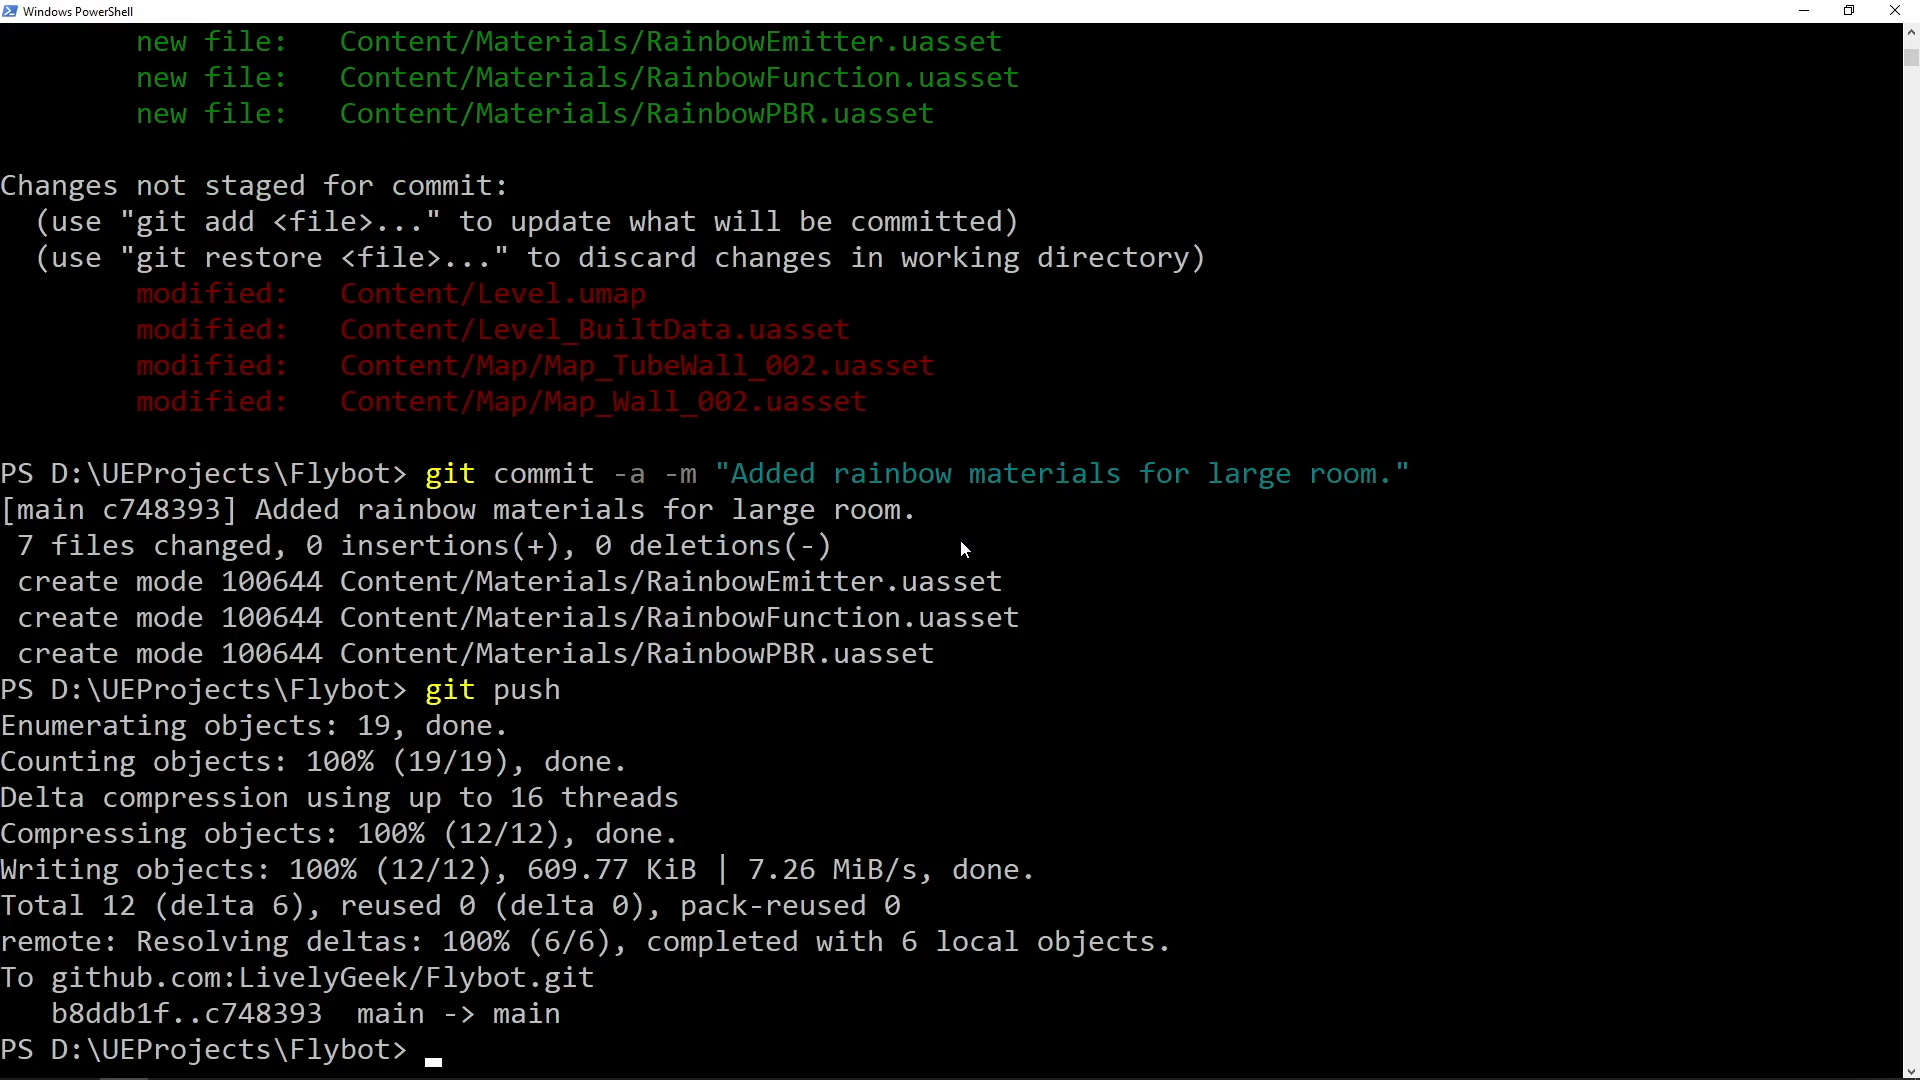 Windows PowerShell
new file:   Content/Materials/RainbowEmitter.uasset
new file:   Content/Materials/RainbowFunction.uasset
new file:   Content/Materials/RainbowPBR.uasset
Changes not staged for commit:
(use "git add <file>..." to update what will be committed)
(use "git restore <file>..." to discard changes in working directory)
modified:   Content/Level.umap
modified:   Content/Level_BuiltData.uasset
modified:   Content/Map/Map_TubeWall_002.uasset
modified:   Content/Map/Map_Wall_002.uasset
PS D:\UEProjects\Flybot> git commit -a -m "Added rainbow materials for large room."
[main c748393] Added rainbow materials for large room.
7 files changed, 0 insertions(+), 0 deletions(-)
create mode 100644 Content/Materials/RainbowEmitter.uasset
create mode 100644 Content/Materials/RainbowFunction.uasset
create mode 100644 Content/Materials/RainbowPBR.uasset
PS D:\UEProjects\Flybot> git push
Enumerating objects: 19, done.
Counting objects: 100% (19/19), done.
Delta compression using up to 16 threads
Compressing objects: 100% (12/12), done.
Writing objects: 100% (12/12), 609.77 KiB | 7.26 MiB/s, done.
Total 12 (delta 6), reused 0 (delta 0), pack-reused 0
remote: Resolving deltas: 100% (6/6), completed with 6 local objects.
To github.com:LivelyGeek/Flybot.git
b8ddb1f..c748393  main -> main
PS D:\UEProjects\Flybot>